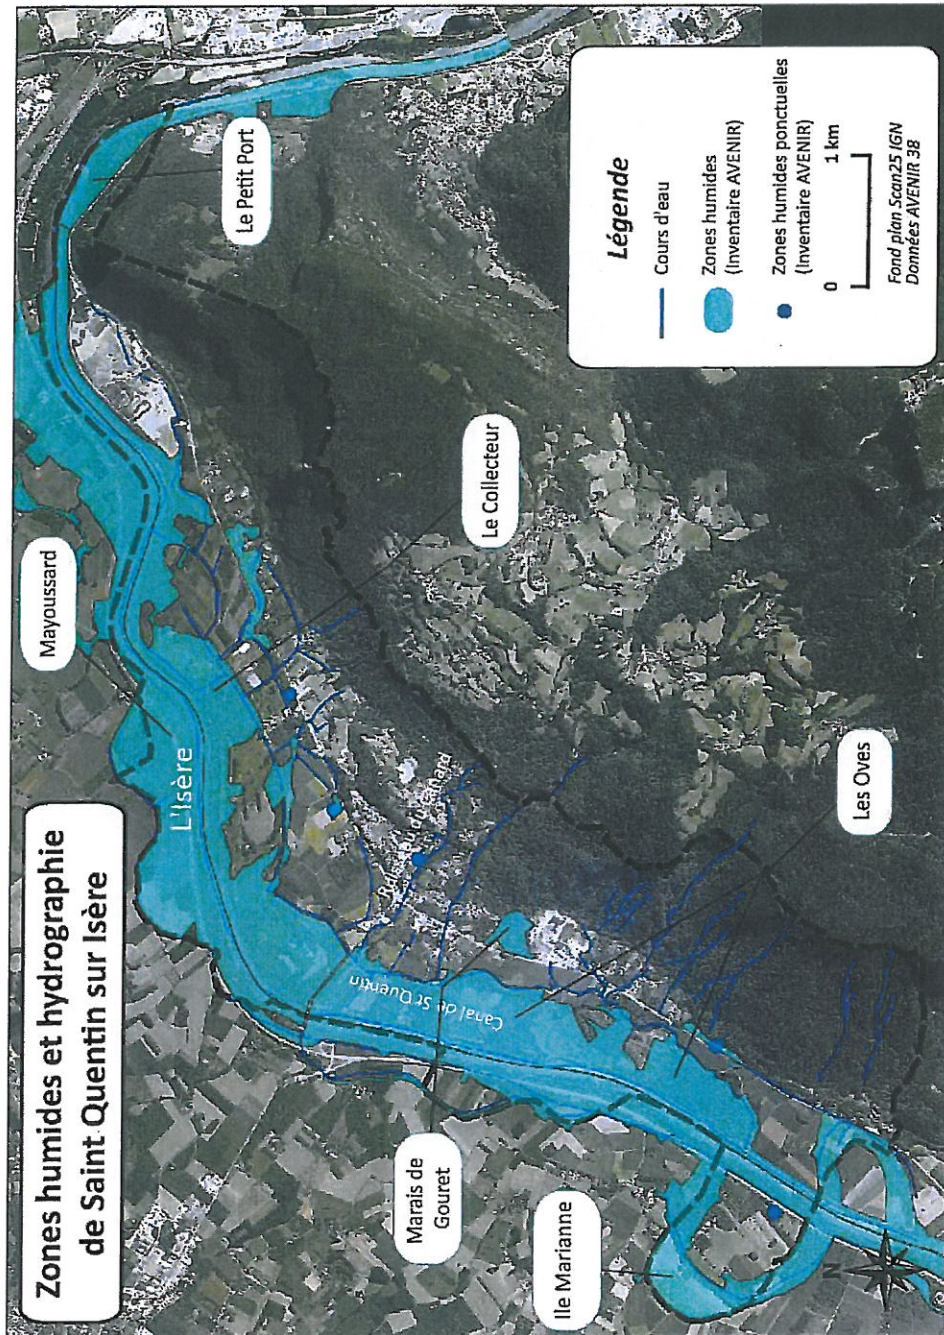 Zones humides et hydrographie
de Saint Quentin sur Isère
Mayoussard
Le Petit Port
L'Isère
Le Collecteur
Canal de St Quentin
Marais de
Gouret
Ile Marianne
Les Oves
N
Légende
Cours d'eau
Zones humides
(Inventaire AVENIR)
Zones humides ponctuelles
(Inventaire AVENIR)
0
1 km
Fond plan Scan25 IGN
Données AVENIR 38